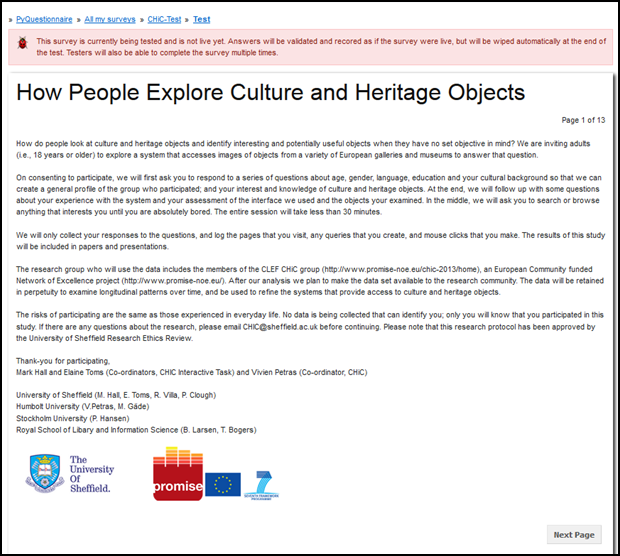 » PyQuestionnaire » All my surveys » CHiC-Test » Test
This survey is currently being tested and is not live yet. Answers will be validated and recored as if the survey were live, but will be wiped automatically at the end of
the test. Testers will also be able to complete the survey multiple times.
How People Explore Culture and Heritage Objects
Page 1 of 13
How do people look at culture and heritage objects and identify interesting and potentially useful objects when they have no set objective in mind? We are inviting adults
(i.e., 18 years or older) to explore a system that accesses images of objects from a variety of European galleries and museums to answer that question.
On consenting to participate, we will first ask you to respond to a series of questions about age, gender, language, education and your cultural background so that we can
create a general profile of the group who participated; and your interest and knowledge of culture and heritage objects. At the end, we will follow up with some questions
about your experience with the system and your assessment of the interface we used and the objects you examined. In the middle, we will ask you to search or browse
anything that interests you until you are absolutely bored. The entire session will take less than 30 minutes.
We will only collect your responses to the questions, and log the pages that you visit, any queries that you create, and mouse clicks that you make. The results of this study
will be included in papers and presentations.
The research group who will use the data includes the members of the CLEF CHiC group (http://www.promise-noe.eu/chic-2013/home), an European Community funded
Network of Excellence project (http://www.promise-noe.eu/). After our analysis we plan to make the data set available to the research community. The data will be retained
in perpetuity to examine longitudinal patterns over time, and be used to refine the systems that provide access to culture and heritage objects.
The risks of participating are the same as those experienced in everyday life. No data is being collected that can identify you; only you will know that you participated in this
study. If there are any questions about the research, please email CHIC@sheffield.ac.uk before continuing. Please note that this research protocol has been approved by
the University of Sheffield Research Ethics Review.
Thank-you for participating,
Mark Hall and Elaine Toms (Co-ordinators, CHIC Interactive Task) and Vivien Petras (Co-ordinator, CHiC)
University of Sheffield (M. Hall, E. Toms, R. Villa, P. Clough)
Humbolt University (V.Petras, M. Gäde)
Stockholm University (P. Hansen)
Royal School of Libary and Information Science (B. Larsen, T. Bogers)
The
University
Of
Sheffield.
promise
SEVENTH FRAMEWORK
PROGRAMME
Next Page